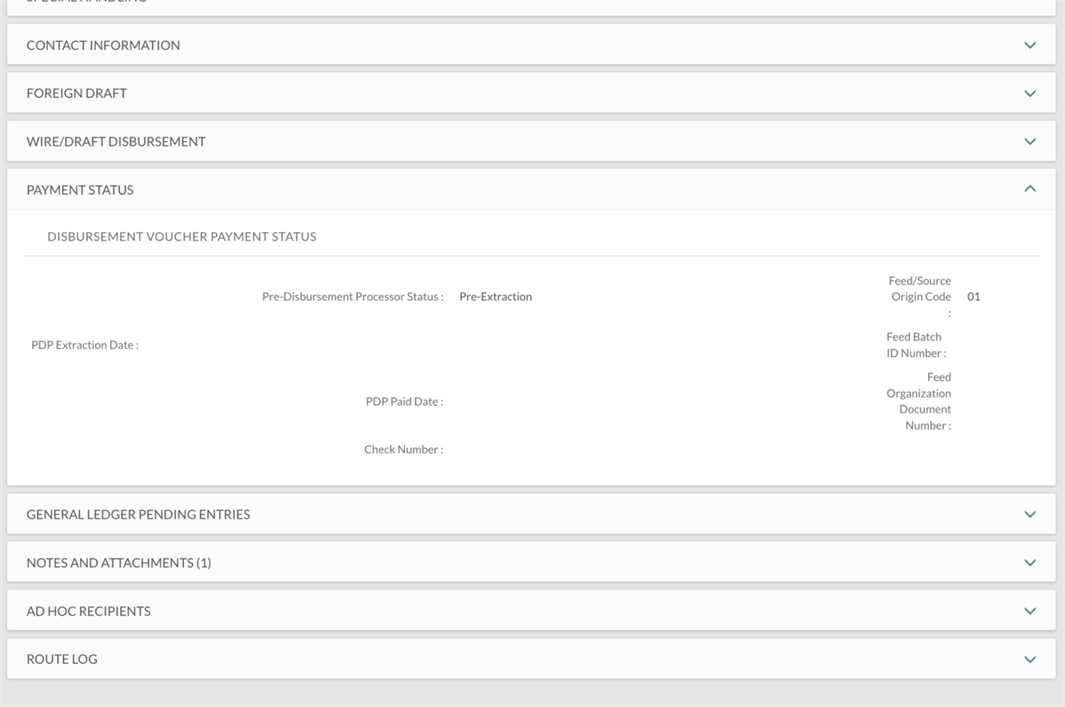 SPECIAL HANDLING
CONTACT INFORMATION
FOREIGN DRAFT
WIRE/DRAFT DISBURSEMENT
PAYMENT STATUS
DISBURSEMENT VOUCHER PAYMENT STATUS
Pre-Disbursement Processor Status : Pre-Extraction
Feed/Source
Origin Code
:
01
PDP Extraction Date :
Feed Batch
ID Number :
PDP Paid Date :
Feed
Organization
Document
Number :
Check Number :
GENERAL LEDGER PENDING ENTRIES
NOTES AND ATTACHMENTS (1)
AD HOC RECIPIENTS
ROUTE LOG